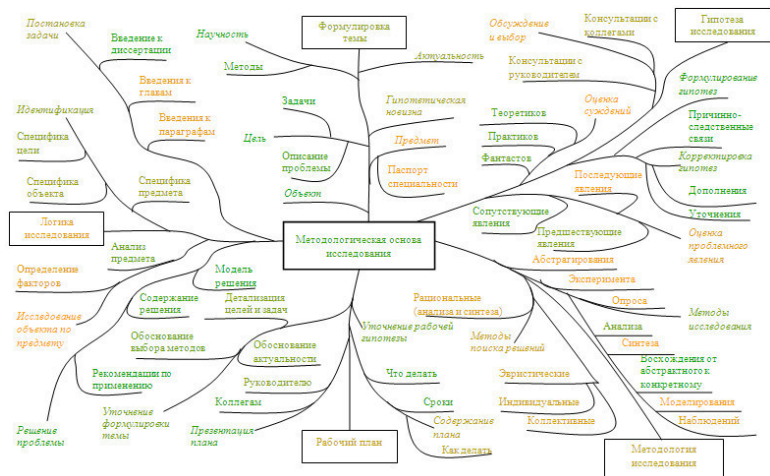 Постановка
задачи
Введение к
диссертации
Введения к
главам
Введения к
параграфам
Идентификация
Специфика
цели
Специфика
объекта
Специфика
предмета
Научность
Методы
Формулировка
темы
Актуальность
Задачи
Цель
Описание
проблемы
Объект
Гипотетическая
новизна
Предмет
Паспорт
специальности
Обсуждение
и выбор
Консультации с
коллегами
Консультации с
руководителем
Оценка
суждений
Теоретиков
Практиков
Фантастов
Гипотеза
исследования
Формулирование
гипотез
Причинно-
следственные
связи
Корректировка
гипотез
Дополнения
Уточнения
Последующие
явления
Сопутствующие
явления
Предшествующие
явления
Оценка
проблемного
явления
Методологическая основа
исследования
Логика
исследования
Анализ
предмета
Определение
факторов
Модель
решения
Исследование
объекта по
предмету
Содержание
решения
Обоснование
выбора методов
Рекомендации по
применению
Решение
проблемы
Детализация
целей и задач
Обоснование
актуальности
Уточнение
формулировки
темы
Руководителю
Коллегам
Презентация
плана
Рабочий план
Уточнение рабочей
гипотезы
Что делать
Сроки
Содержание
плана
Как делать
Рациональные
(анализа и синтеза)
Методы
поиска решений
Эвристические
Индивидуальные
Коллективные
Абстрагирования
Эксперимента
Опроса
Методы
исследования
Анализа
Синтеза
Восхождения от
абстрактного к
конкретному
Моделирования
Наблюдений
Методология
исследования